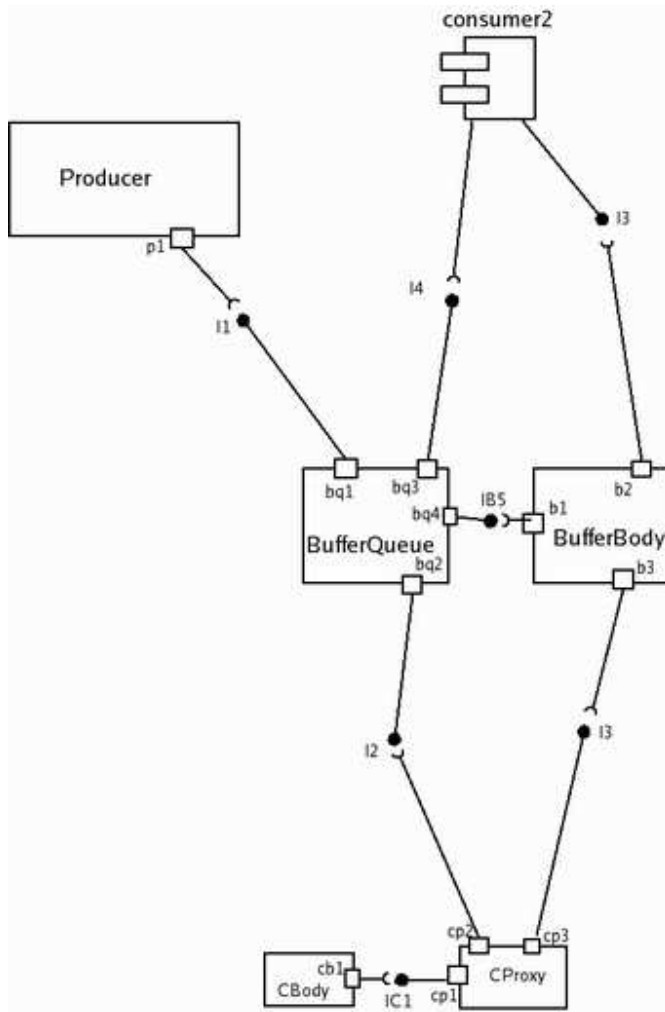 consumer2
Producer
p1
I3
I4
I1
bq1
bq3
bq4
IB5
b1
b2
BufferQueue
BufferBody
bq2
b3
I2
I3
cp2
cp3
cb1
CBody
IC1
cp1
CProxy